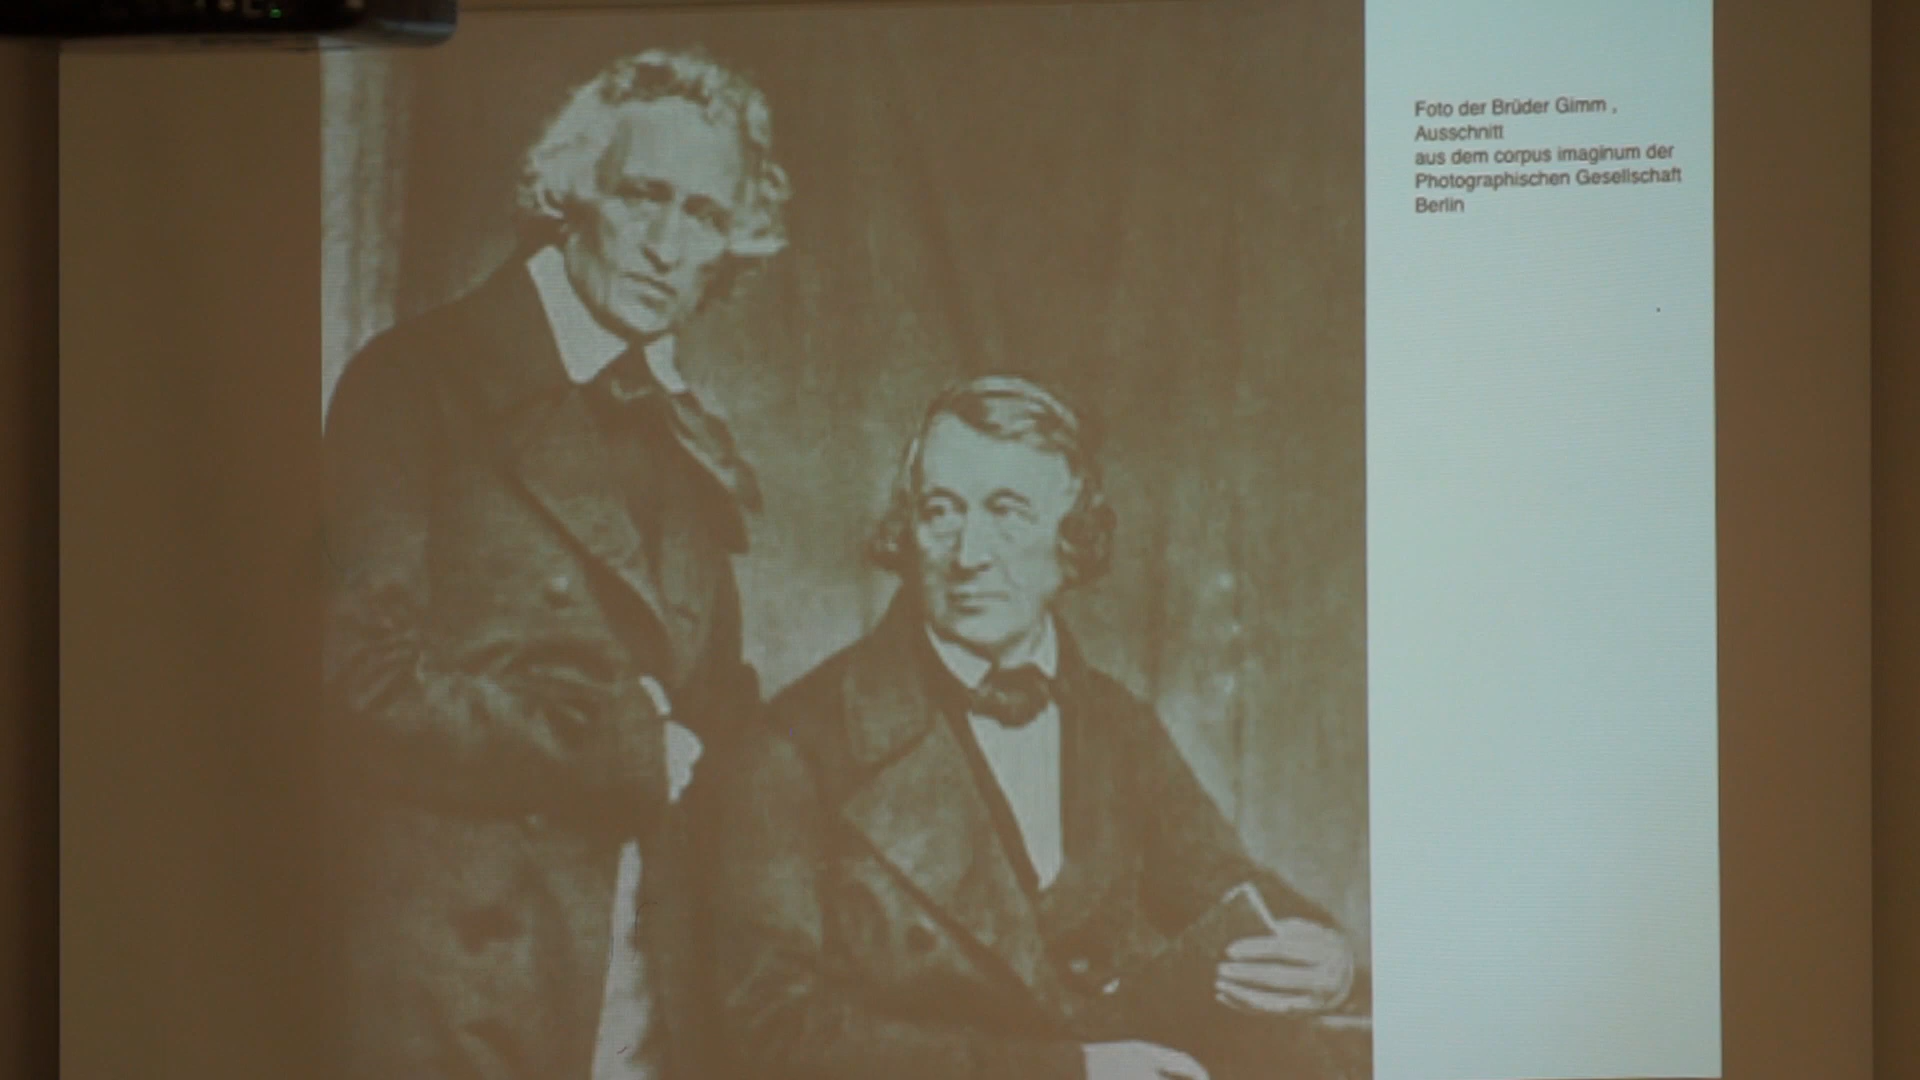 Foto der Brüder Gimm ,
Ausschnitt
aus dem corpus imaginum der
Photographischen Gesellschaft
Berlin